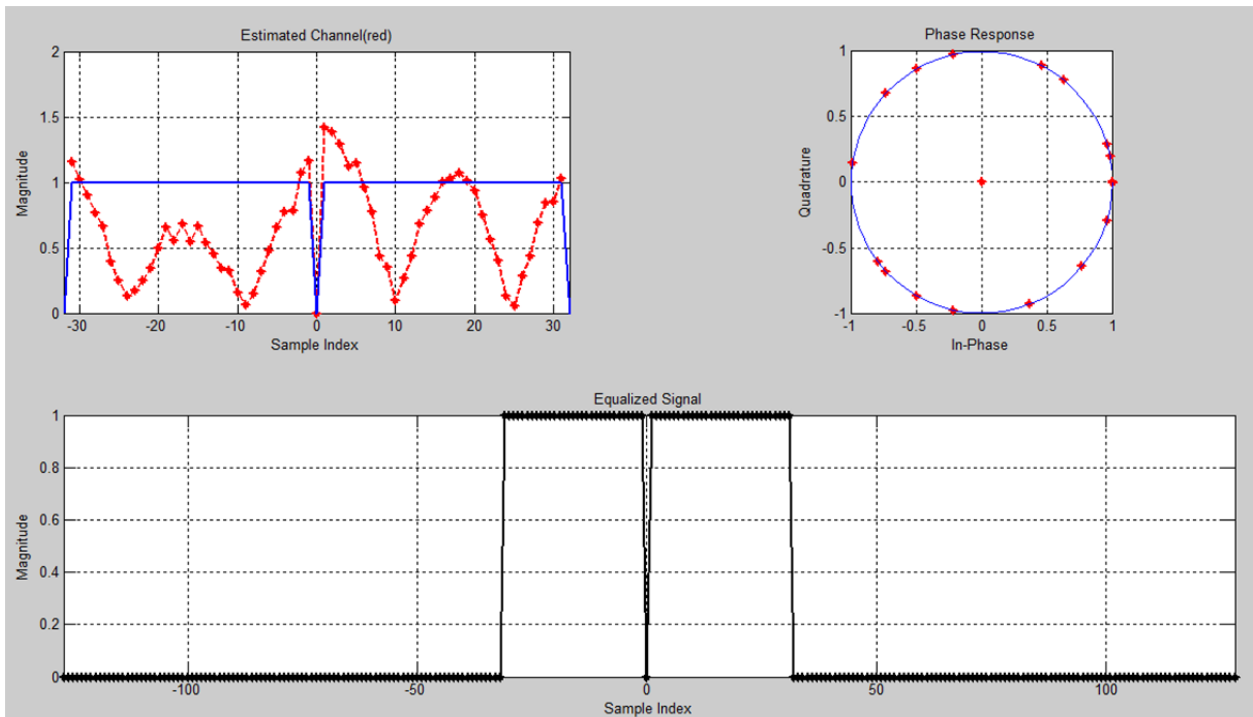 Estimated Channel(red)
Magnitude
2
1.5
1
0.5
0
-30 -20 -10 0 10 20 30
Sample Index
Phase Response
Quadrature
1
0.5
0
-0.5
-1
-1 -0.5 0 0.5 1
In-Phase
Equalized Signal
Magnitude
1
0.8
0.6
0.4
0.2
0
-100 -50 0 50 100
Sample Index